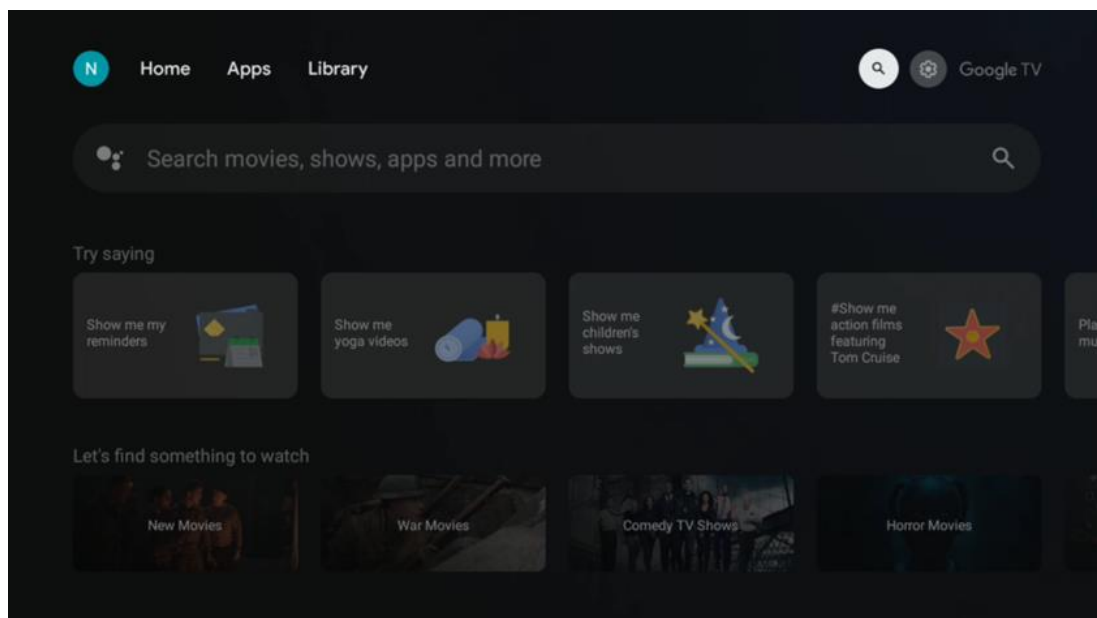 N Home Apps Library Google TV
Search movies, shows, apps and more
Try saying
Show me my
reminders
Show me
yoga videos
Show me
children's
shows
#Show me
action films
featuring
Tom Cruise
Let's find something to watch
New Movies
War Movies
Comedy TV Shows
Horror Movies